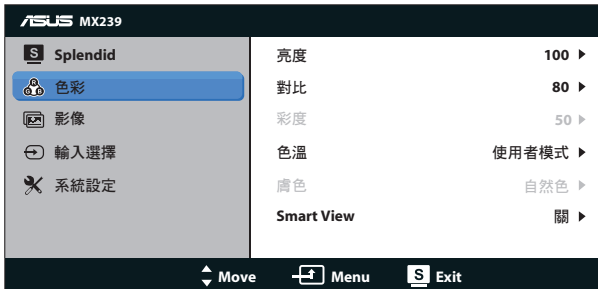 ASUS MX239
S Splendid
色彩
影像
輸入選擇
系統設定
亮度 100
對比 80
彩度 50
色溫 使用者模式
膚色 自然色
Smart View 關
Move Menu S Exit